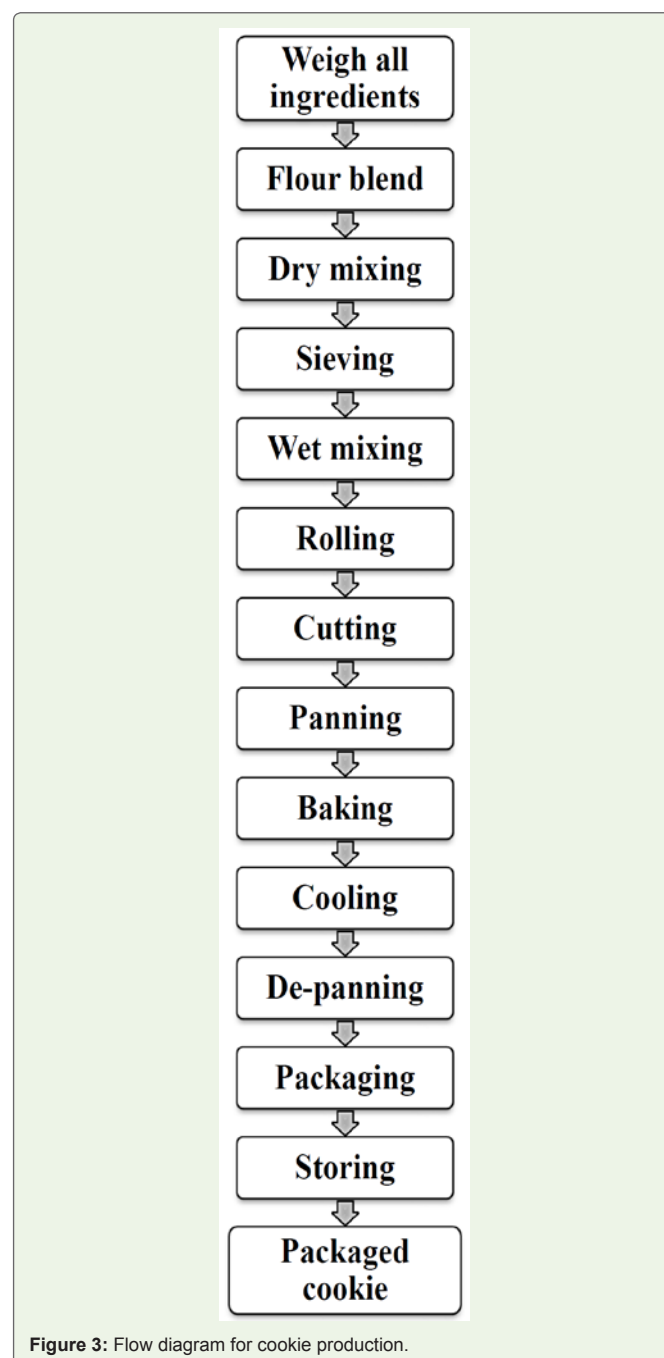 Weigh all
ingredients
Flour blend
Dry mixing
Sieving
Wet mixing
Rolling
Cutting
Panning
Baking
Cooling
De-panning
Packaging
Storing
Packaged
cookie
Figure 3: Flow diagram for cookie production.